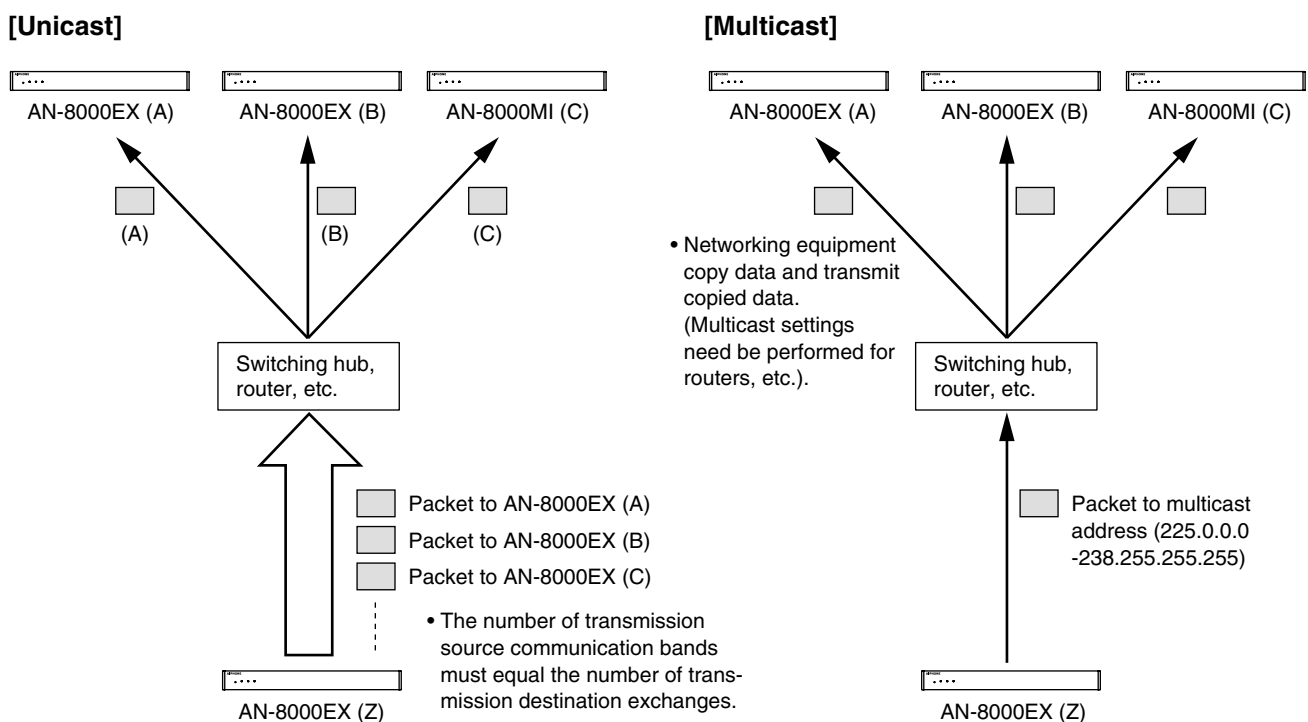 [Unicast]
AN-8000EX (A)
AN-8000EX (B)
AN-8000MI (C)
(A)
(B)
(C)
Switching hub,
router, etc.
Packet to AN-8000EX (A)
Packet to AN-8000EX (B)
Packet to AN-8000EX (C)
• The number of transmission
source communication bands
must equal the number of trans-
mission destination exchanges.
AN-8000EX (Z)
[Multicast]
AN-8000EX (A)
AN-8000EX (B)
AN-8000MI (C)
• Networking equipment
copy data and transmit
copied data.
(Multicast settings
need be performed for
routers, etc.).
Switching hub,
router, etc.
Packet to multicast
address (225.0.0.0
-238.255.255.255)
AN-8000EX (Z)